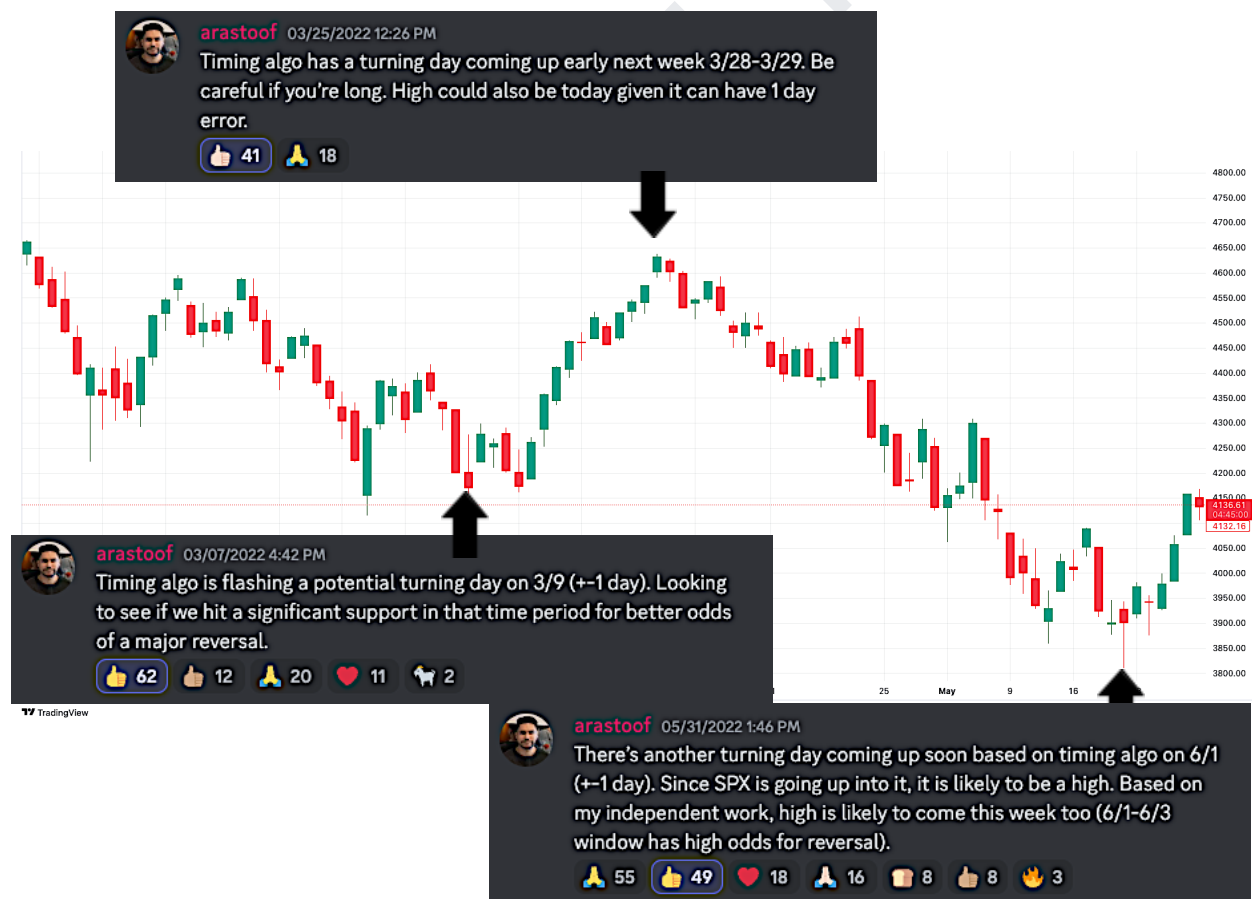 arastoof 03/25/2022 12:26 PM
Timing algo has a turning day coming up early next week 3/28-3/29. Be
careful if you're long. High could also be today given it can have 1 day
error.
41 18
4800.00
4750.00
4700.00
4650.00
4600.00
4550.00
4500.00
4450.00
4400.00
4350.00
4300.00
4250.00
4200.00
4150.00
4136.61
04:45:00
4132.16
4050.00
4000.00
3950.00
3900.00
3850.00
3800.00
arastoof 03/07/2022 4:42 PM
Timing algo is flashing a potential turning day on 3/9 (+-1 day). Looking
to see if we hit a significant support in that time period for better odds
of a major reversal.
62 12 20 11 2
25 May 9 16
TradingView
arastoof 05/31/2022 1:46 PM
There's another turning day coming up soon based on timing algo on 6/1
(+-1 day). Since SPX is going up into it, it is likely to be a high. Based on
my independent work, high is likely to come this week too (6/1-6/3
window has high odds for reversal).
55 49 18 16 8 8 3